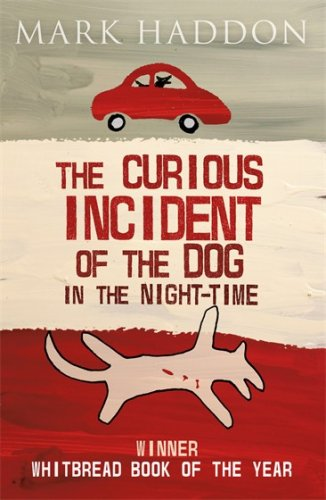 MARK HADDON
THE CURIOUS
INCIDENT
OF THE DOG
IN THE NIGHT-TIME
WINNER
WHITBREAD BOOK OF THE YEAR